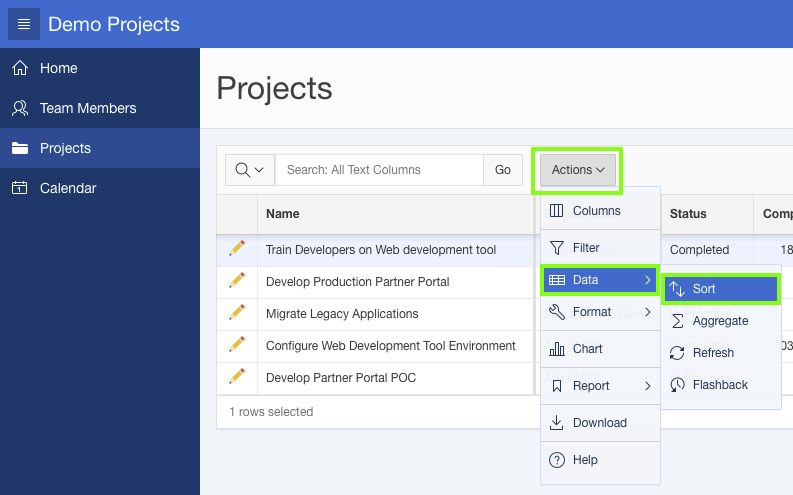 Demo Projects
Home
Team Members
Projects
Calendar
Projects
Search: All Text Columns
Go
Actions
Name
Status
Comp
Train Developers on Web development tool
Completed
18
Develop Production Partner Portal
Migrate Legacy Applications
Configure Web Development Tool Environment
03
Develop Partner Portal POC
1 rows selected
Columns
Filter
Data
Format
Chart
Report
Download
Help
Sort
Aggregate
Refresh
Flashback